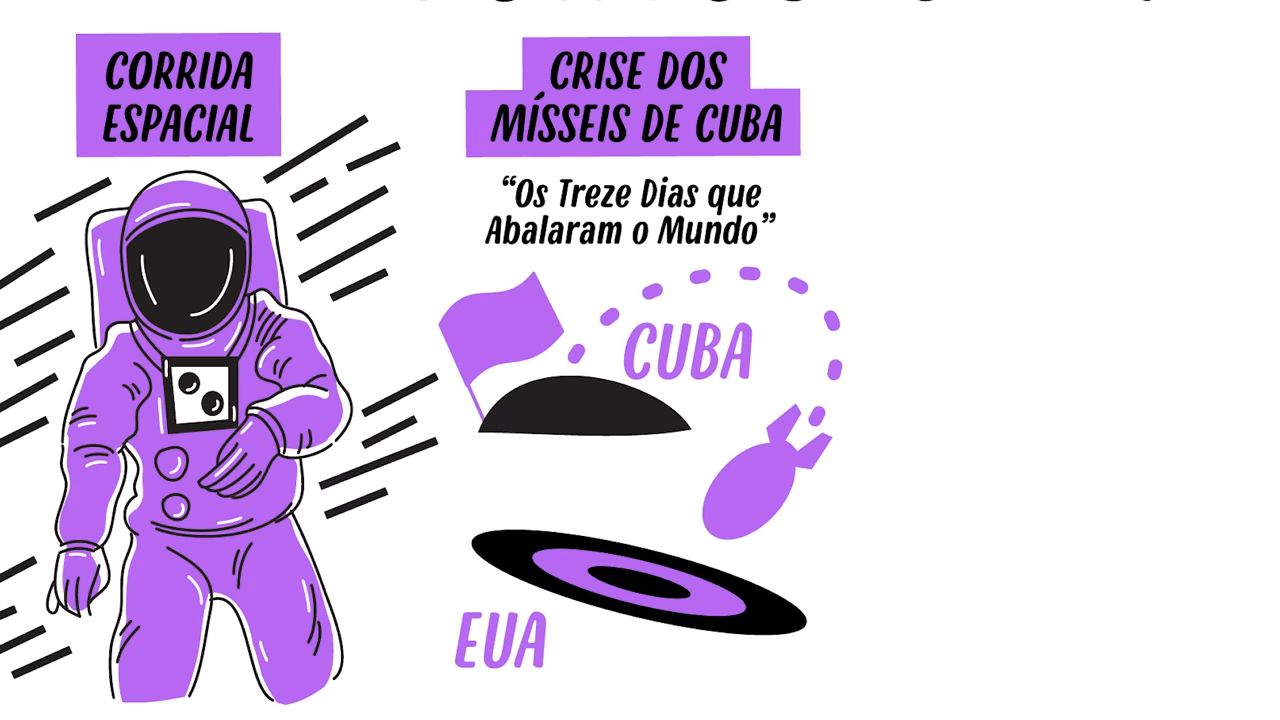 CORRIDA
ESPACIAL
CRISE DOS
MÍSSEIS DE CUBA
“Os Treze Dias que
Abalaram o Mundo”
CUBA
EUA